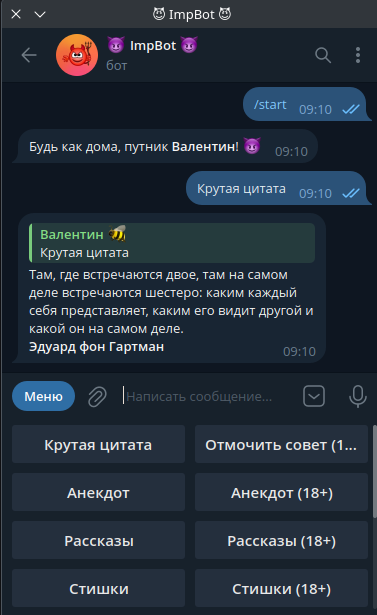 😈 ImpBot 😈
😈 ImpBot 😈
бот
/start 09:10
Будь как дома, путник Валентин! 😈 09:10
Крутая цитата 09:10
Валентин 🐝
Крутая цитата
Там, где встречаются двое, там на самом
деле встречаются шестеро: каким каждый
себя представляет, каким его видит другой и
какой он на самом деле.
Эдуард фон Гартман
09:10
Меню Написать сообщение...
Крутая цитата Отмочить совет (1...
Анекдот Анекдот (18+)
Рассказы Рассказы (18+)
Стишки Стишки (18+)